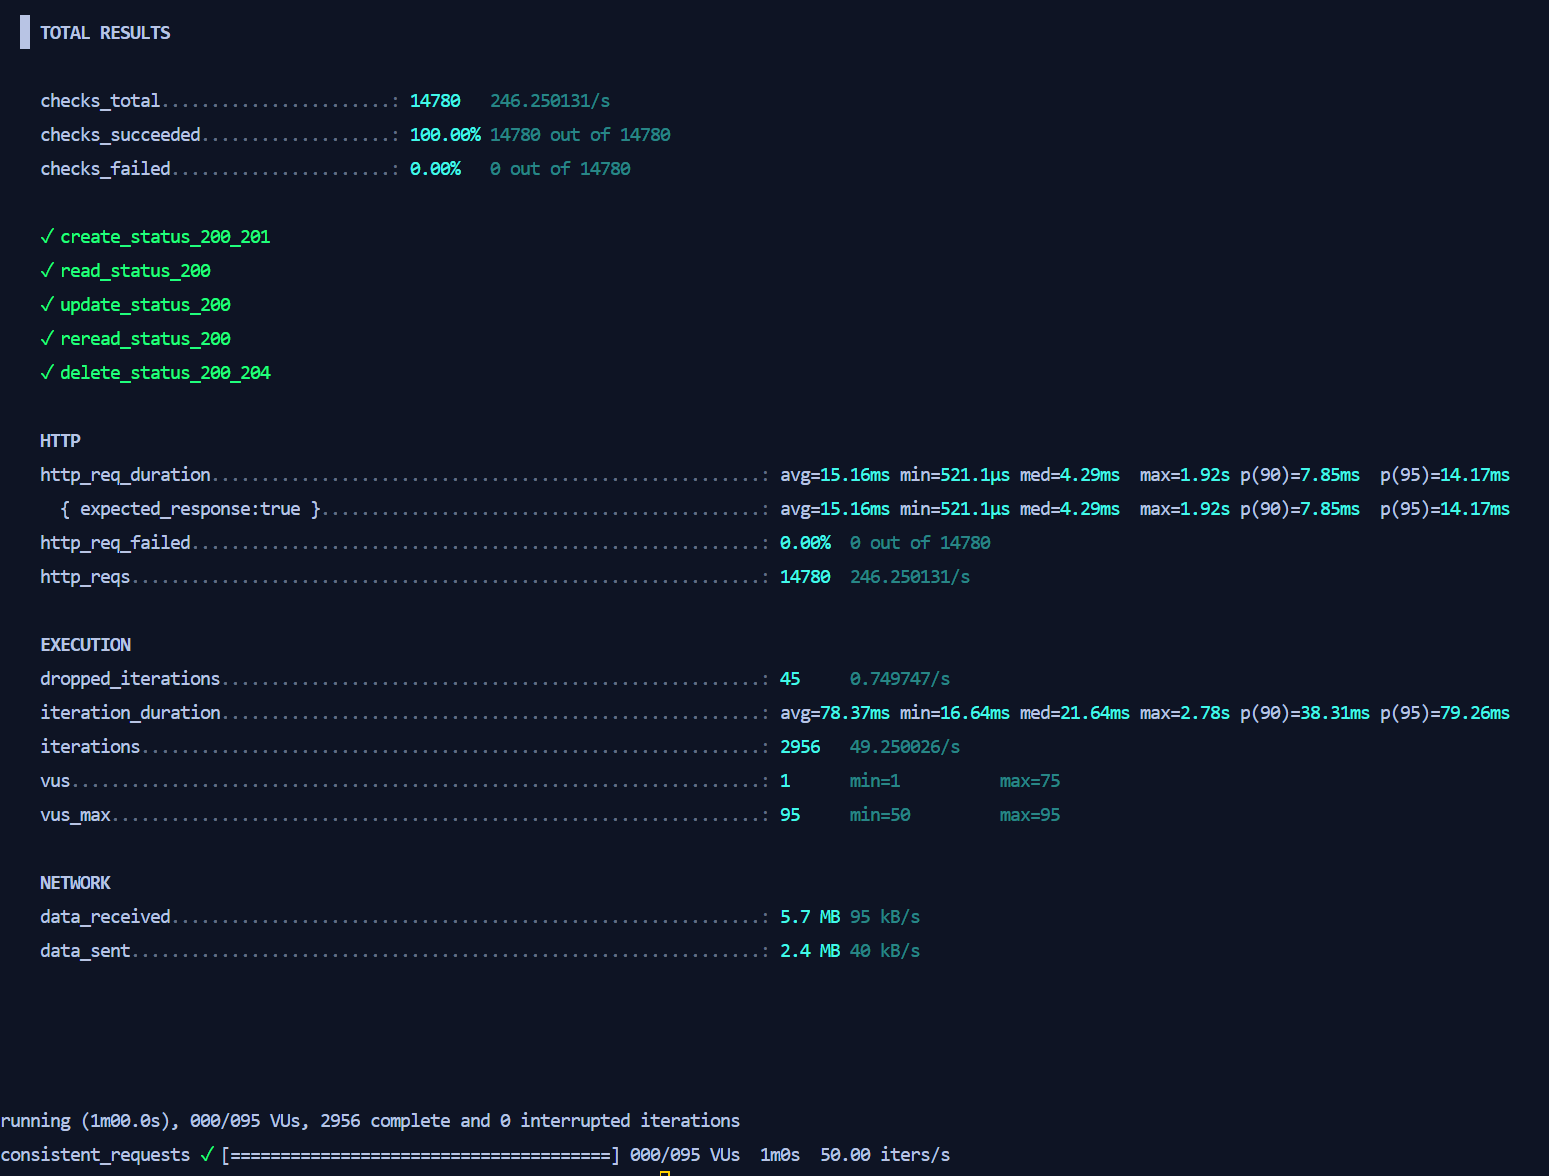 TOTAL RESULTS
checks_total.......................: 14780 246.250131/s
checks_succeeded...................: 100.00% 14780 out of 14780
checks_failed......................: 0.00% 0 out of 14780
✓ create_status_200_201
✓ read_status_200
✓ update_status_200
✓ reread_status_200
✓ delete_status_200_204
HTTP
http_req_duration.......................................................: avg=15.16ms min=521.1µs med=4.29ms max=1.92s p(90)=7.85ms p(95)=14.17ms
{ expected_response:true }............................................: avg=15.16ms min=521.1µs med=4.29ms max=1.92s p(90)=7.85ms p(95)=14.17ms
http_req_failed.........................................................: 0.00% 0 out of 14780
http_reqs...............................................................: 14780 246.250131/s
EXECUTION
dropped_iterations......................................................: 45 0.749747/s
iteration_duration......................................................: avg=78.37ms min=16.64ms med=21.64ms max=2.78s p(90)=38.31ms p(95)=79.26ms
iterations..............................................................: 2956 49.250026/s
vus.....................................................................: 1 min=1 max=75
vus_max.................................................................: 95 min=50 max=95
NETWORK
data_received...........................................................: 5.7 MB 95 kB/s
data_sent...............................................................: 2.4 MB 40 kB/s
running (1m00.0s), 000/095 VUs, 2956 complete and 0 interrupted iterations
consistent_requests ✓ [======================================] 000/095 VUs 1m0s 50.00 iters/s